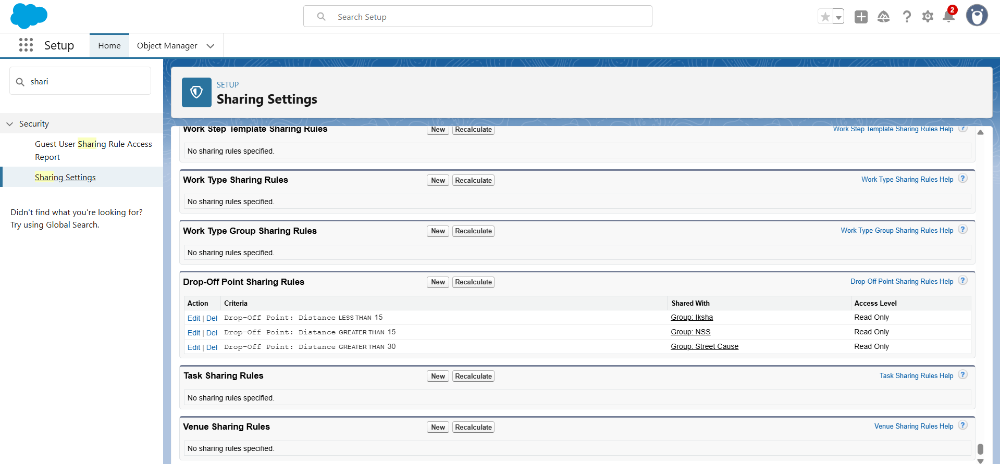 Search Setup
2
Setup
Home
Object Manager
shari
Security
Guest User Sharing Rule Access
Report
Sharing Settings
Didn't find what you're looking for?
Try using Global Search.
SETUP
Sharing Settings
Work Step Template Sharing Rules New Recalculate Work Step Template Sharing Rules Help ?
No sharing rules specified.
Work Type Sharing Rules New Recalculate Work Type Sharing Rules Help ?
No sharing rules specified.
Work Type Group Sharing Rules New Recalculate Work Type Group Sharing Rules Help ?
No sharing rules specified.
Drop-Off Point Sharing Rules New Recalculate Drop-Off Point Sharing Rules Help ?
Action Criteria Shared With Access Level
Edit | Del Drop-Off Point: Distance LESS THAN 15 Group: Iksha Read Only
Edit | Del Drop-Off Point: Distance GREATER THAN 15 Group: NSS Read Only
Edit | Del Drop-Off Point: Distance GREATER THAN 30 Group: Street Cause Read Only
Task Sharing Rules New Recalculate Task Sharing Rules Help ?
No sharing rules specified.
Venue Sharing Rules New Recalculate Venue Sharing Rules Help ?
No sharing rules specified.